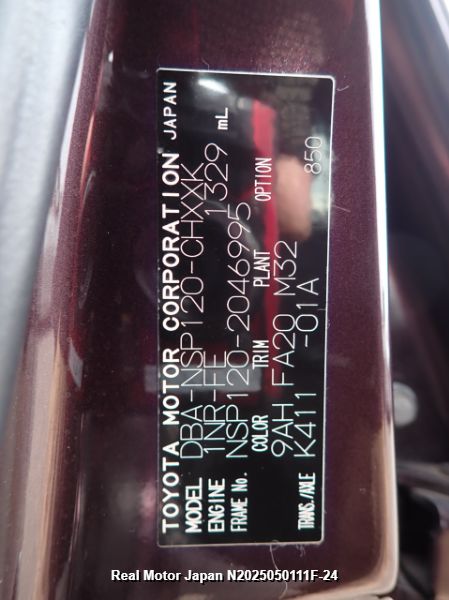 TOYOTA MOTOR CORPORATION JAPAN
MODEL DBA-NSP120-CHXXK
ENGINE 1NR-FE 1329 mL
FRAME No. NSP120-2046995
COLOR TRIM PLANT OPTION
9AH FA20 M32 850
TRANS./AXLE K411 -01A
Real Motor Japan N2025050111F-24